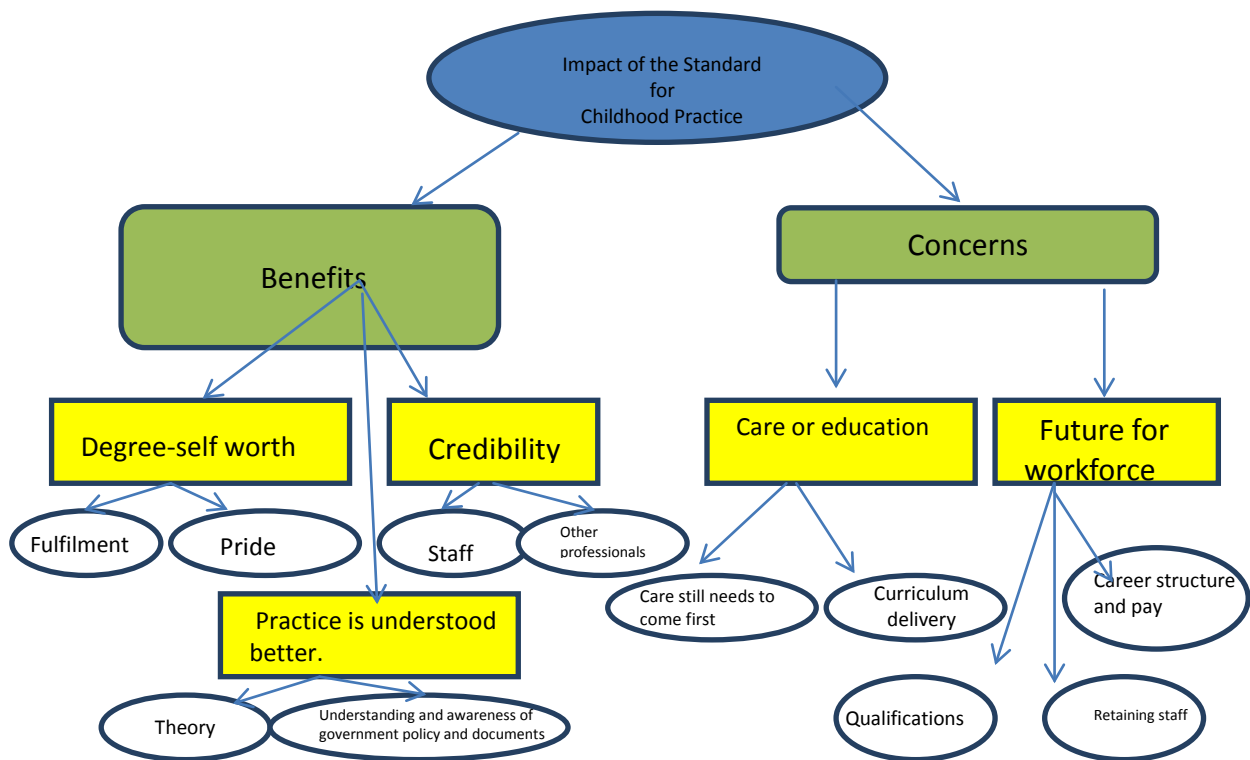 Impact of the Standard
for
Childhood Practice
Benefits
Concerns
Degree-self worth
Credibility
Care or education
Future for
workforce
Fulfilment
Pride
Staff
Other
professionals
Care still needs to
come first
Curriculum
delivery
Career structure
and pay
Practice is understood
better.
Theory
Understanding and awareness of
government policy and documents
Qualifications
Retaining staff